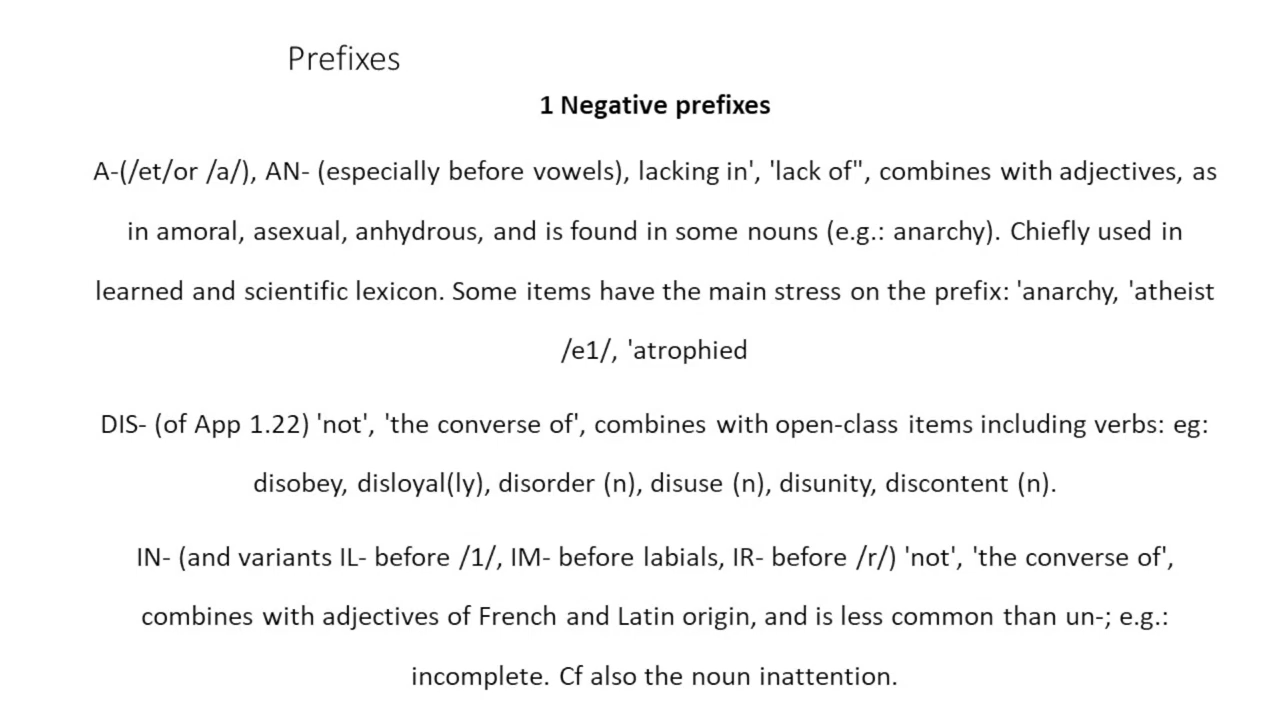 Prefixes
1 Negative prefixes
A-(/et/or /a/), AN- (especially before vowels), lacking in', 'lack of'', combines with adjectives, as
in amoral, asexual, anhydrous, and is found in some nouns (e.g.: anarchy). Chiefly used in
learned and scientific lexicon. Some items have the main stress on the prefix: 'anarchy, 'atheist
/e1/, 'atrophied
DIS- (of App 1.22) 'not', 'the converse of', combines with open-class items including verbs: eg:
disobey, disloyal(ly), disorder (n), disuse (n), disunity, discontent (n).
IN- (and variants IL- before /1/, IM- before labials, IR- before /r/) 'not', 'the converse of',
combines with adjectives of French and Latin origin, and is less common than un-; e.g.:
incomplete. Cf also the noun inattention.